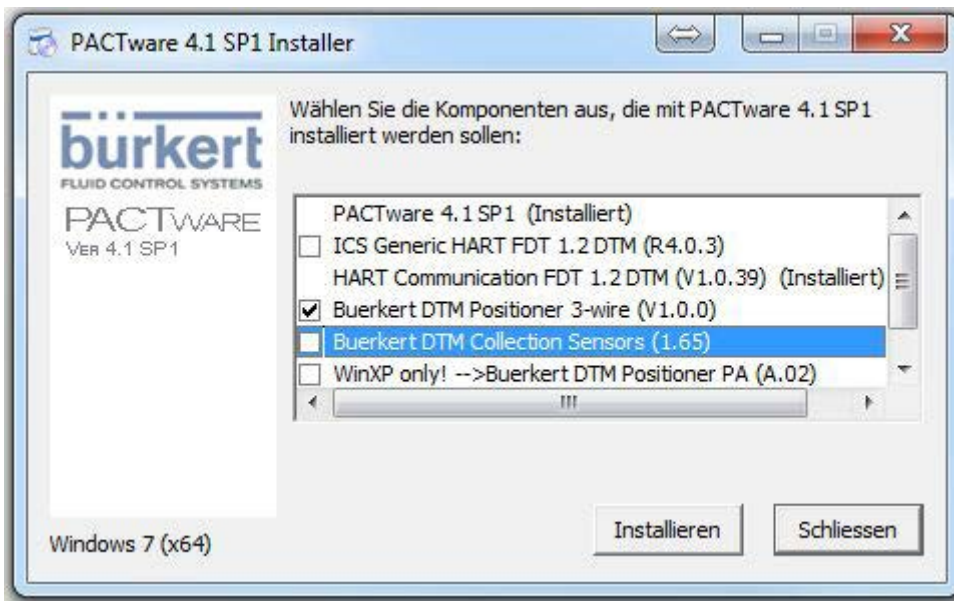 PACTware 4.1 SP1 Installer
bürkert
FLUID CONTROL SYSTEMS
PACTWARE
VER 4.1 SP1
Wählen Sie die Komponenten aus, die mit PACTware 4.1 SP1
installiert werden sollen:
PACTware 4.1 SP1 (Installiert)
ICS Generic HART FDT 1.2 DTM (R4.0.3)
HART Communication FDT 1.2 DTM (V1.0.39) (Installiert)
Buerkert DTM Positioner 3-wire (V1.0.0)
Buerkert DTM Collection Sensors (1.65)
WinXP only! -->Buerkert DTM Positioner PA (A.02)
Windows 7 (x64)
Installieren
Schliessen